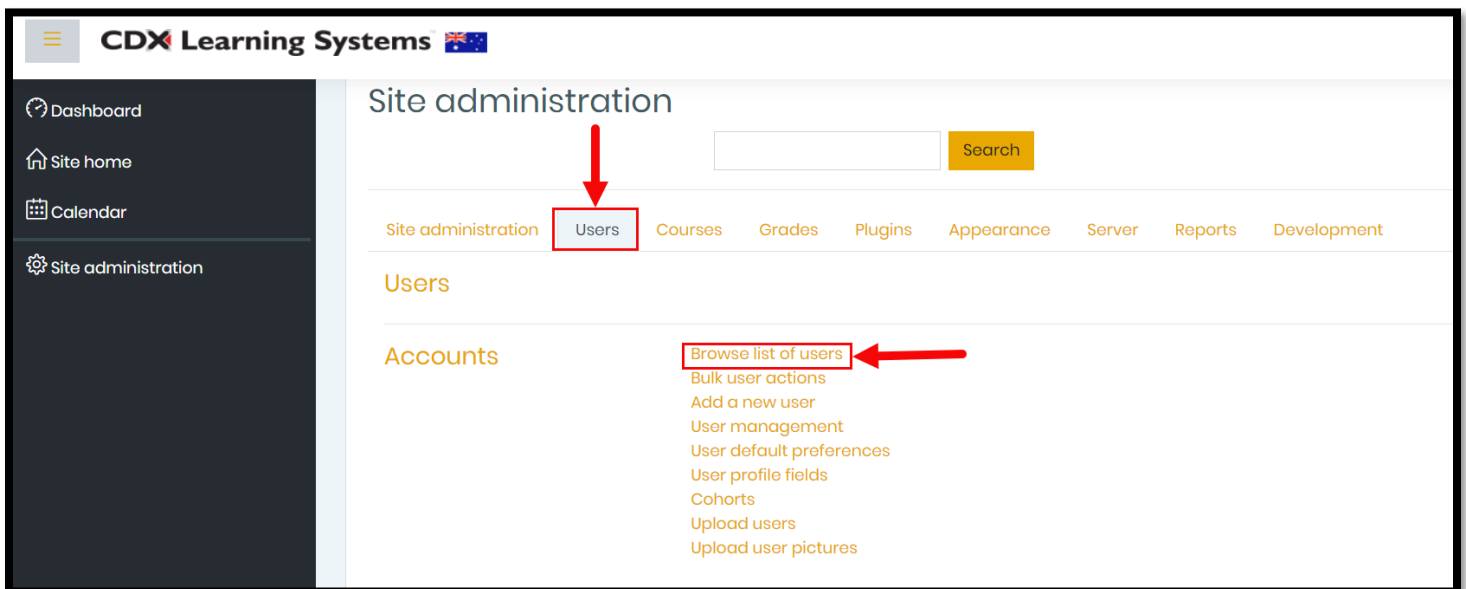 CDX Learning Systems
Dashboard
Site home
Calendar
Site administration
Site administration
Search
Site administration Users Courses Grades Plugins Appearance Server Reports Development
Users
Accounts
Browse list of users
Bulk user actions
Add a new user
User management
User default preferences
User profile fields
Cohorts
Upload users
Upload user pictures